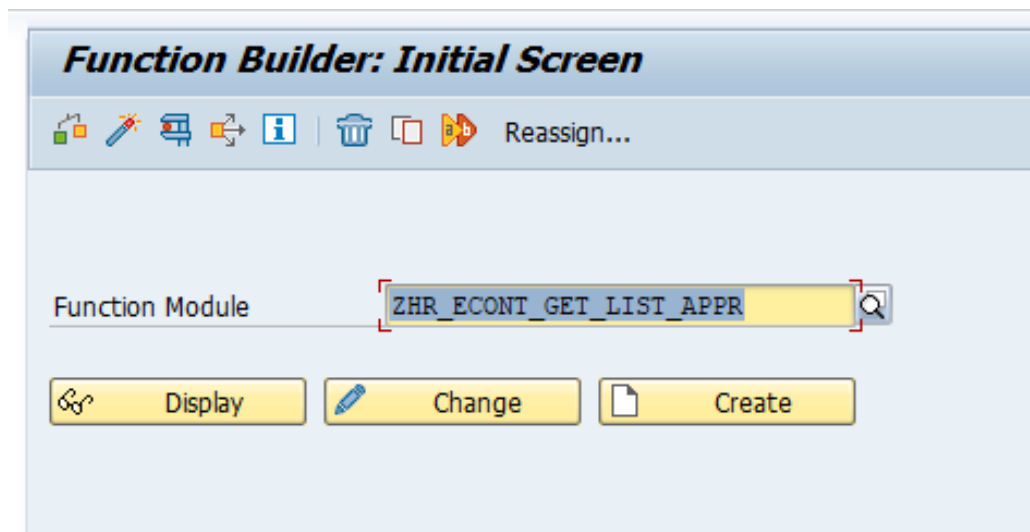 Function Builder: Initial Screen
Reassign...
Function Module ZHR_ECONT_GET_LIST_APPR
Display Change Create